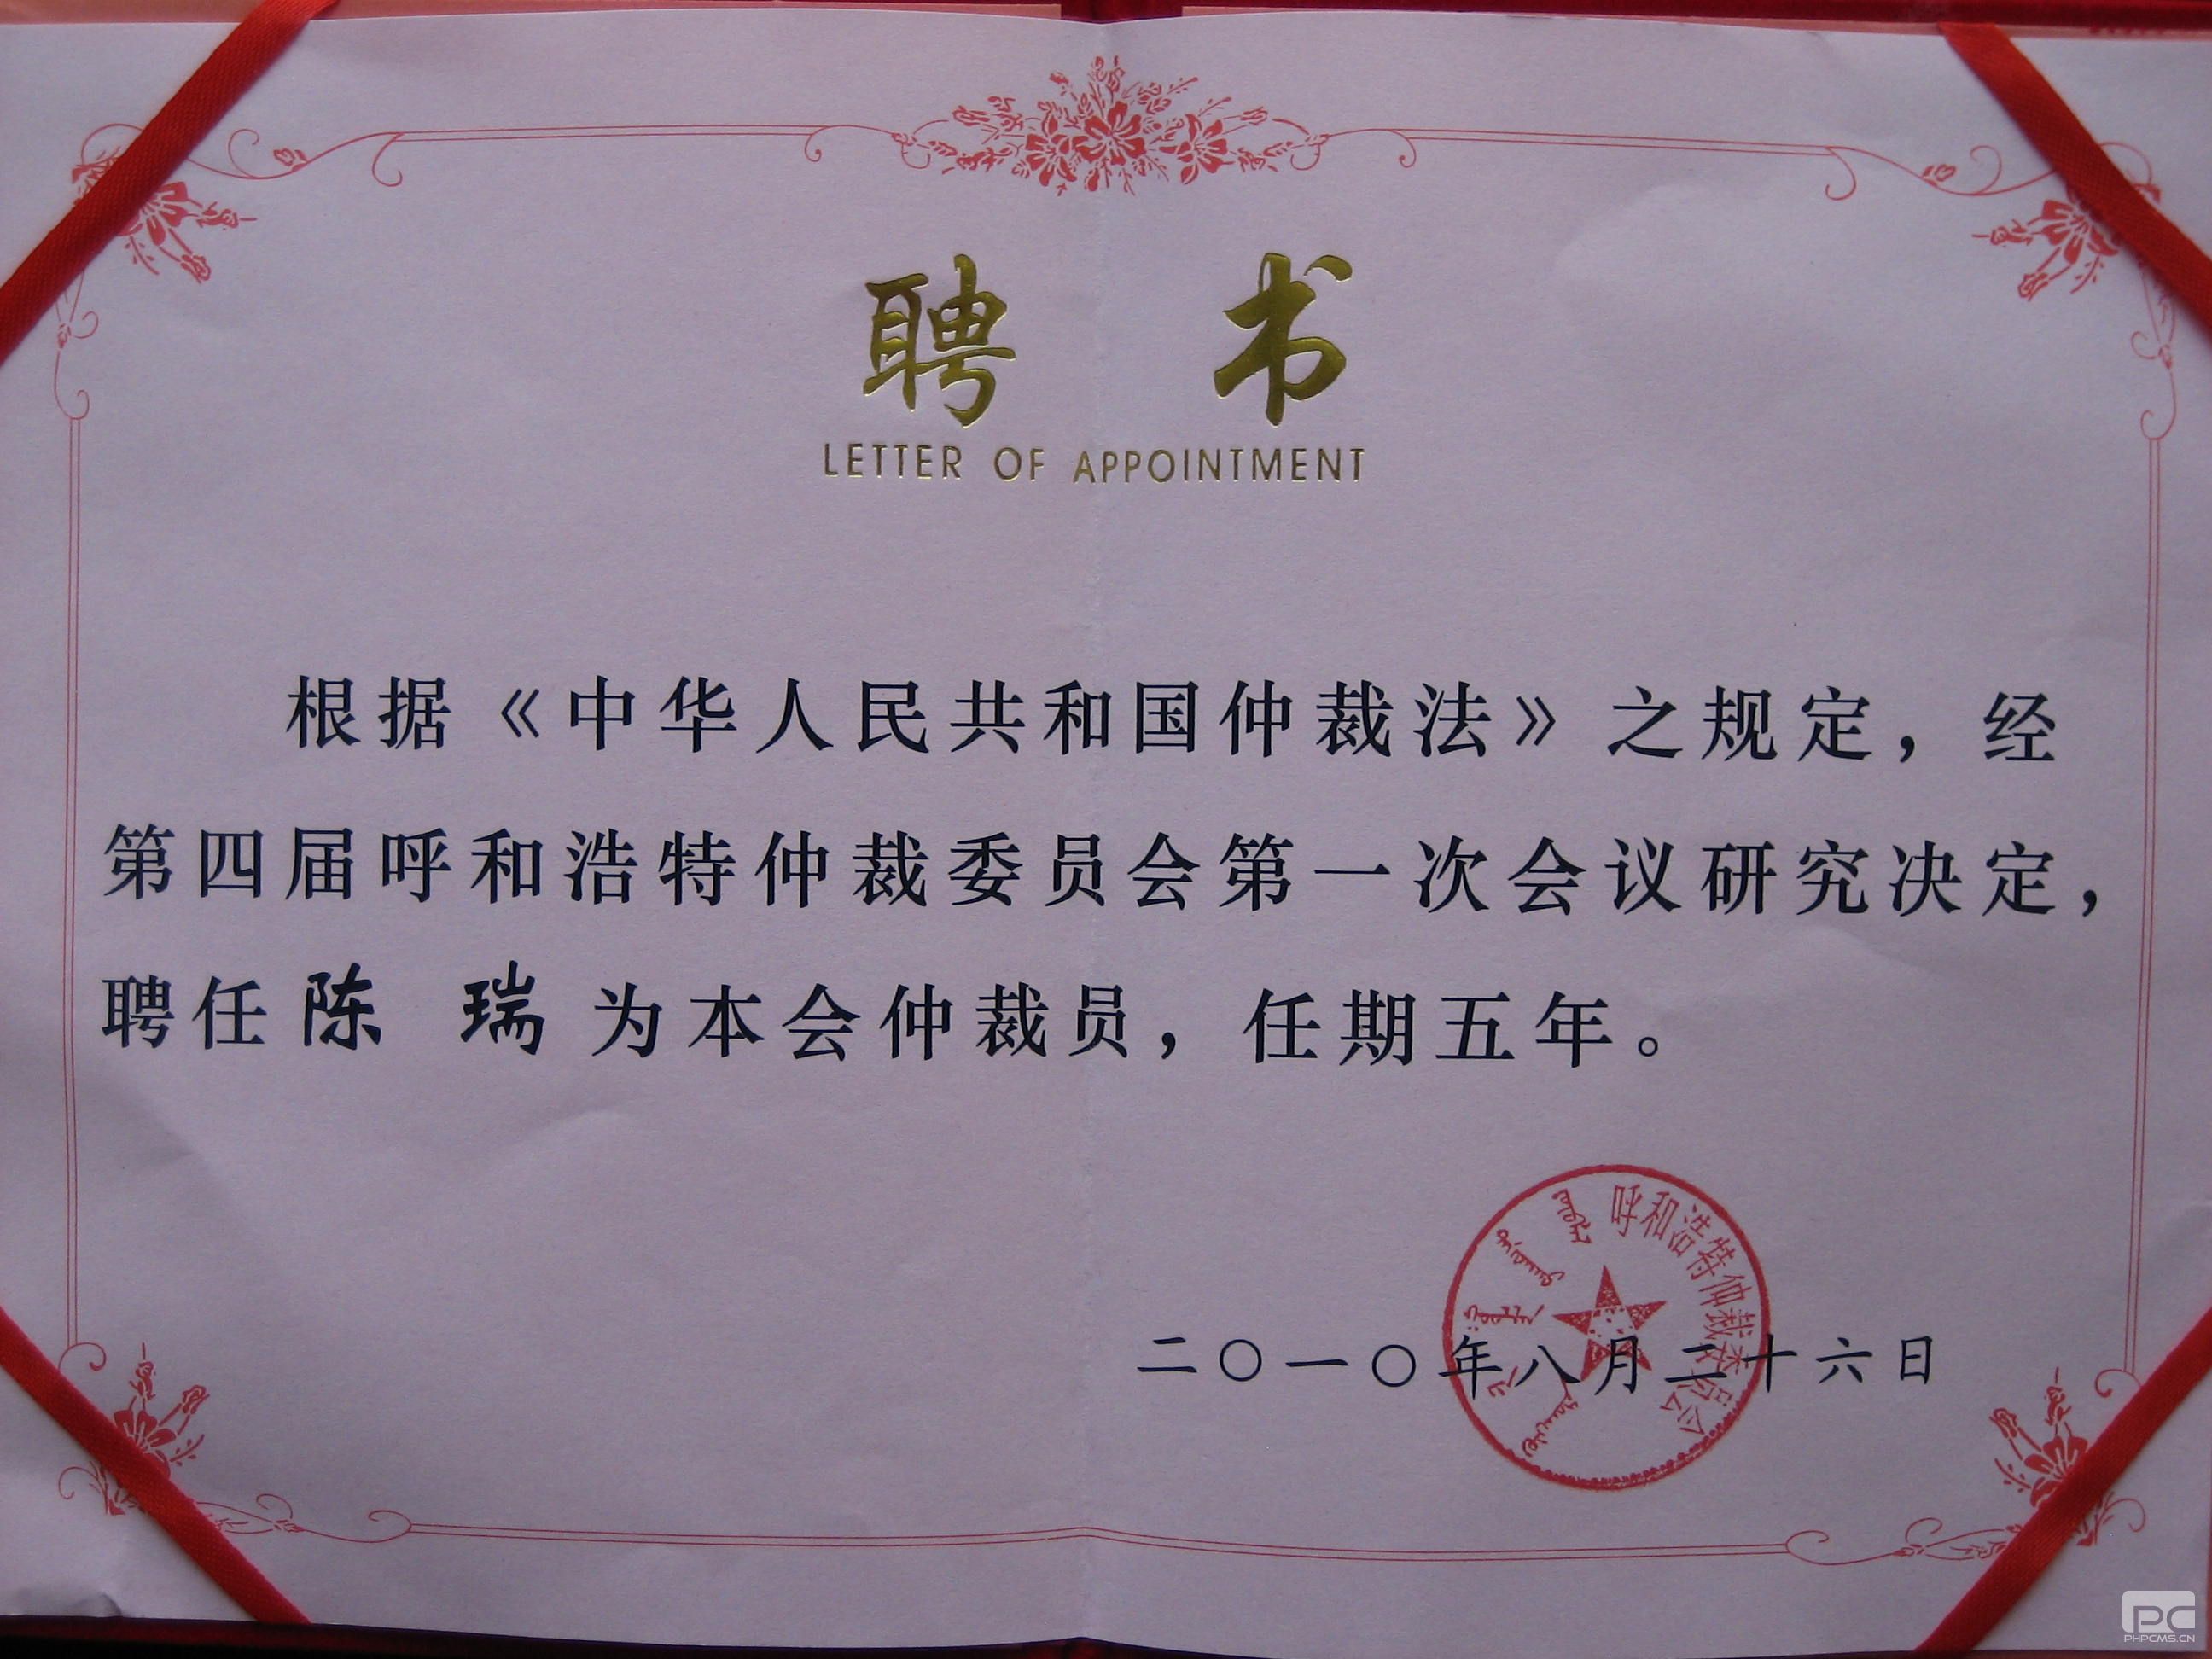 聘 书
LETTER OF APPOINTMENT
根据《中华人民共和国仲裁法》之规定，经
第四届呼和浩特仲裁委员会第一次会议研究决定，
聘任 陈 瑞 为本会仲裁员，任期五年。
呼和浩特仲裁委员会
二〇一〇年八月二十六日
PC
PHPCMS.CN